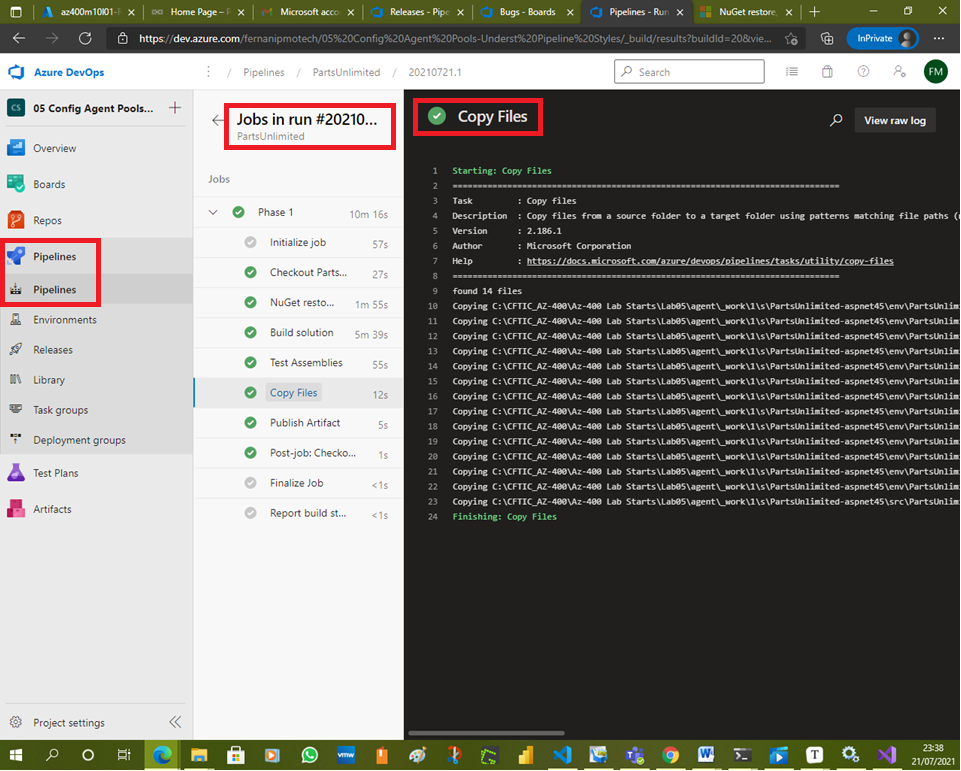 az400m10l01-F
Home Page – F
Microsoft acco
Releases - Pipe
Bugs - Boards
Pipelines - Run
NuGet restore,
https://dev.azure.com/fernanipmotech/05%20Config%20Agent%20Pools-Underst%20Pipeline%20Styles/_build/results?buildId=20&vie...
InPrivate
Azure DevOps
/ Pipelines / PartsUnlimited / 20210721.1
Search
FM
CS
05 Config Agent Pools...
Overview
Boards
Repos
Pipelines
Pipelines
Environments
Releases
Library
Task groups
Deployment groups
Test Plans
Artifacts
Project settings
Jobs in run #20210...
PartsUnlimited
Jobs
Phase 1 10m 16s
Initialize job 57s
Checkout Parts... 27s
NuGet resto... 1m 55s
Build solution 5m 39s
Test Assemblies 55s
Copy Files 12s
Publish Artifact 5s
Post-job: Checko... 1s
Finalize Job <1s
Report build st... <1s
Copy Files
View raw log
1 Starting: Copy Files
2 ==============================================================================
3 Task : Copy files
4 Description : Copy files from a source folder to a target folder using patterns matching file paths (
5 Version : 2.186.1
6 Author : Microsoft Corporation
7 Help : https://docs.microsoft.com/azure/devops/pipelines/tasks/utility/copy-files
8 ==============================================================================
9 found 14 files
10 Copying C:\CFTIC_AZ-400\Az-400 Lab Starts\Lab05\agent\_work\1\s\PartsUnlimited-aspnet45\env\PartsUnlim
11 Copying C:\CFTIC_AZ-400\Az-400 Lab Starts\Lab05\agent\_work\1\s\PartsUnlimited-aspnet45\env\PartsUnlim
12 Copying C:\CFTIC_AZ-400\Az-400 Lab Starts\Lab05\agent\_work\1\s\PartsUnlimited-aspnet45\env\PartsUnlim
13 Copying C:\CFTIC_AZ-400\Az-400 Lab Starts\Lab05\agent\_work\1\s\PartsUnlimited-aspnet45\env\PartsUnlim
14 Copying C:\CFTIC_AZ-400\Az-400 Lab Starts\Lab05\agent\_work\1\s\PartsUnlimited-aspnet45\env\PartsUnlim
15 Copying C:\CFTIC_AZ-400\Az-400 Lab Starts\Lab05\agent\_work\1\s\PartsUnlimited-aspnet45\env\PartsUnlim
16 Copying C:\CFTIC_AZ-400\Az-400 Lab Starts\Lab05\agent\_work\1\s\PartsUnlimited-aspnet45\env\PartsUnlim
17 Copying C:\CFTIC_AZ-400\Az-400 Lab Starts\Lab05\agent\_work\1\s\PartsUnlimited-aspnet45\env\PartsUnlim
18 Copying C:\CFTIC_AZ-400\Az-400 Lab Starts\Lab05\agent\_work\1\s\PartsUnlimited-aspnet45\env\PartsUnlim
19 Copying C:\CFTIC_AZ-400\Az-400 Lab Starts\Lab05\agent\_work\1\s\PartsUnlimited-aspnet45\env\PartsUnlim
20 Copying C:\CFTIC_AZ-400\Az-400 Lab Starts\Lab05\agent\_work\1\s\PartsUnlimited-aspnet45\env\PartsUnlim
21 Copying C:\CFTIC_AZ-400\Az-400 Lab Starts\Lab05\agent\_work\1\s\PartsUnlimited-aspnet45\env\PartsUnlim
22 Copying C:\CFTIC_AZ-400\Az-400 Lab Starts\Lab05\agent\_work\1\s\PartsUnlimited-aspnet45\env\PartsUnlim
23 Copying C:\CFTIC_AZ-400\Az-400 Lab Starts\Lab05\agent\_work\1\s\PartsUnlimited-aspnet45\src\PartsUnlim
24 Finishing: Copy Files
vmw
23:38
21/07/2021